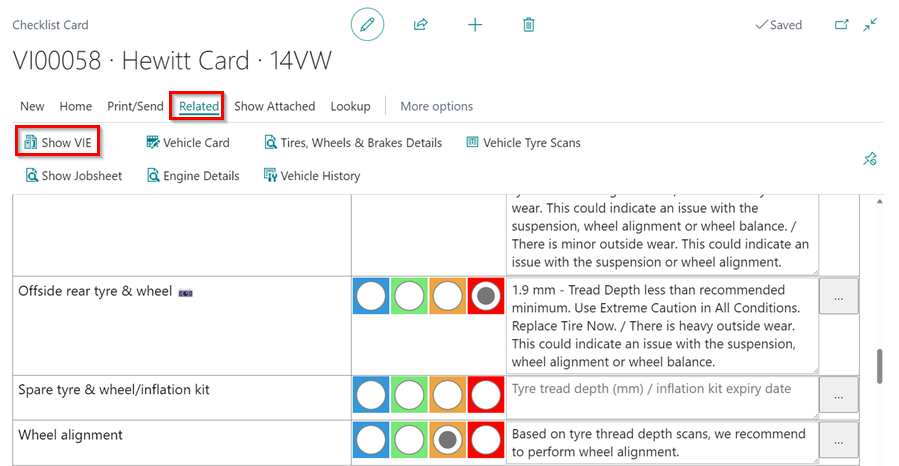 Checklist Card
Saved
VI00058 · Hewitt Card · 14VW
New Home Print/Send Related Show Attached Lookup More options
Show VIE Vehicle Card Tires, Wheels & Brakes Details Vehicle Tyre Scans
Show Jobsheet Engine Details Vehicle History
wear. This could indicate an issue with the
suspension, wheel alignment or wheel balance. /
There is minor outside wear. This could indicate an
issue with the suspension or wheel alignment.
Offside rear tyre & wheel
1.9 mm - Tread Depth less than recommended
minimum. Use Extreme Caution in All Conditions.
Replace Tire Now. / There is heavy outside wear.
This could indicate an issue with the suspension,
wheel alignment or wheel balance.
...
Spare tyre & wheel/inflation kit
Tyre tread depth (mm) / inflation kit expiry date
...
Wheel alignment
Based on tyre thread depth scans, we recommend
to perform wheel alignment.
...